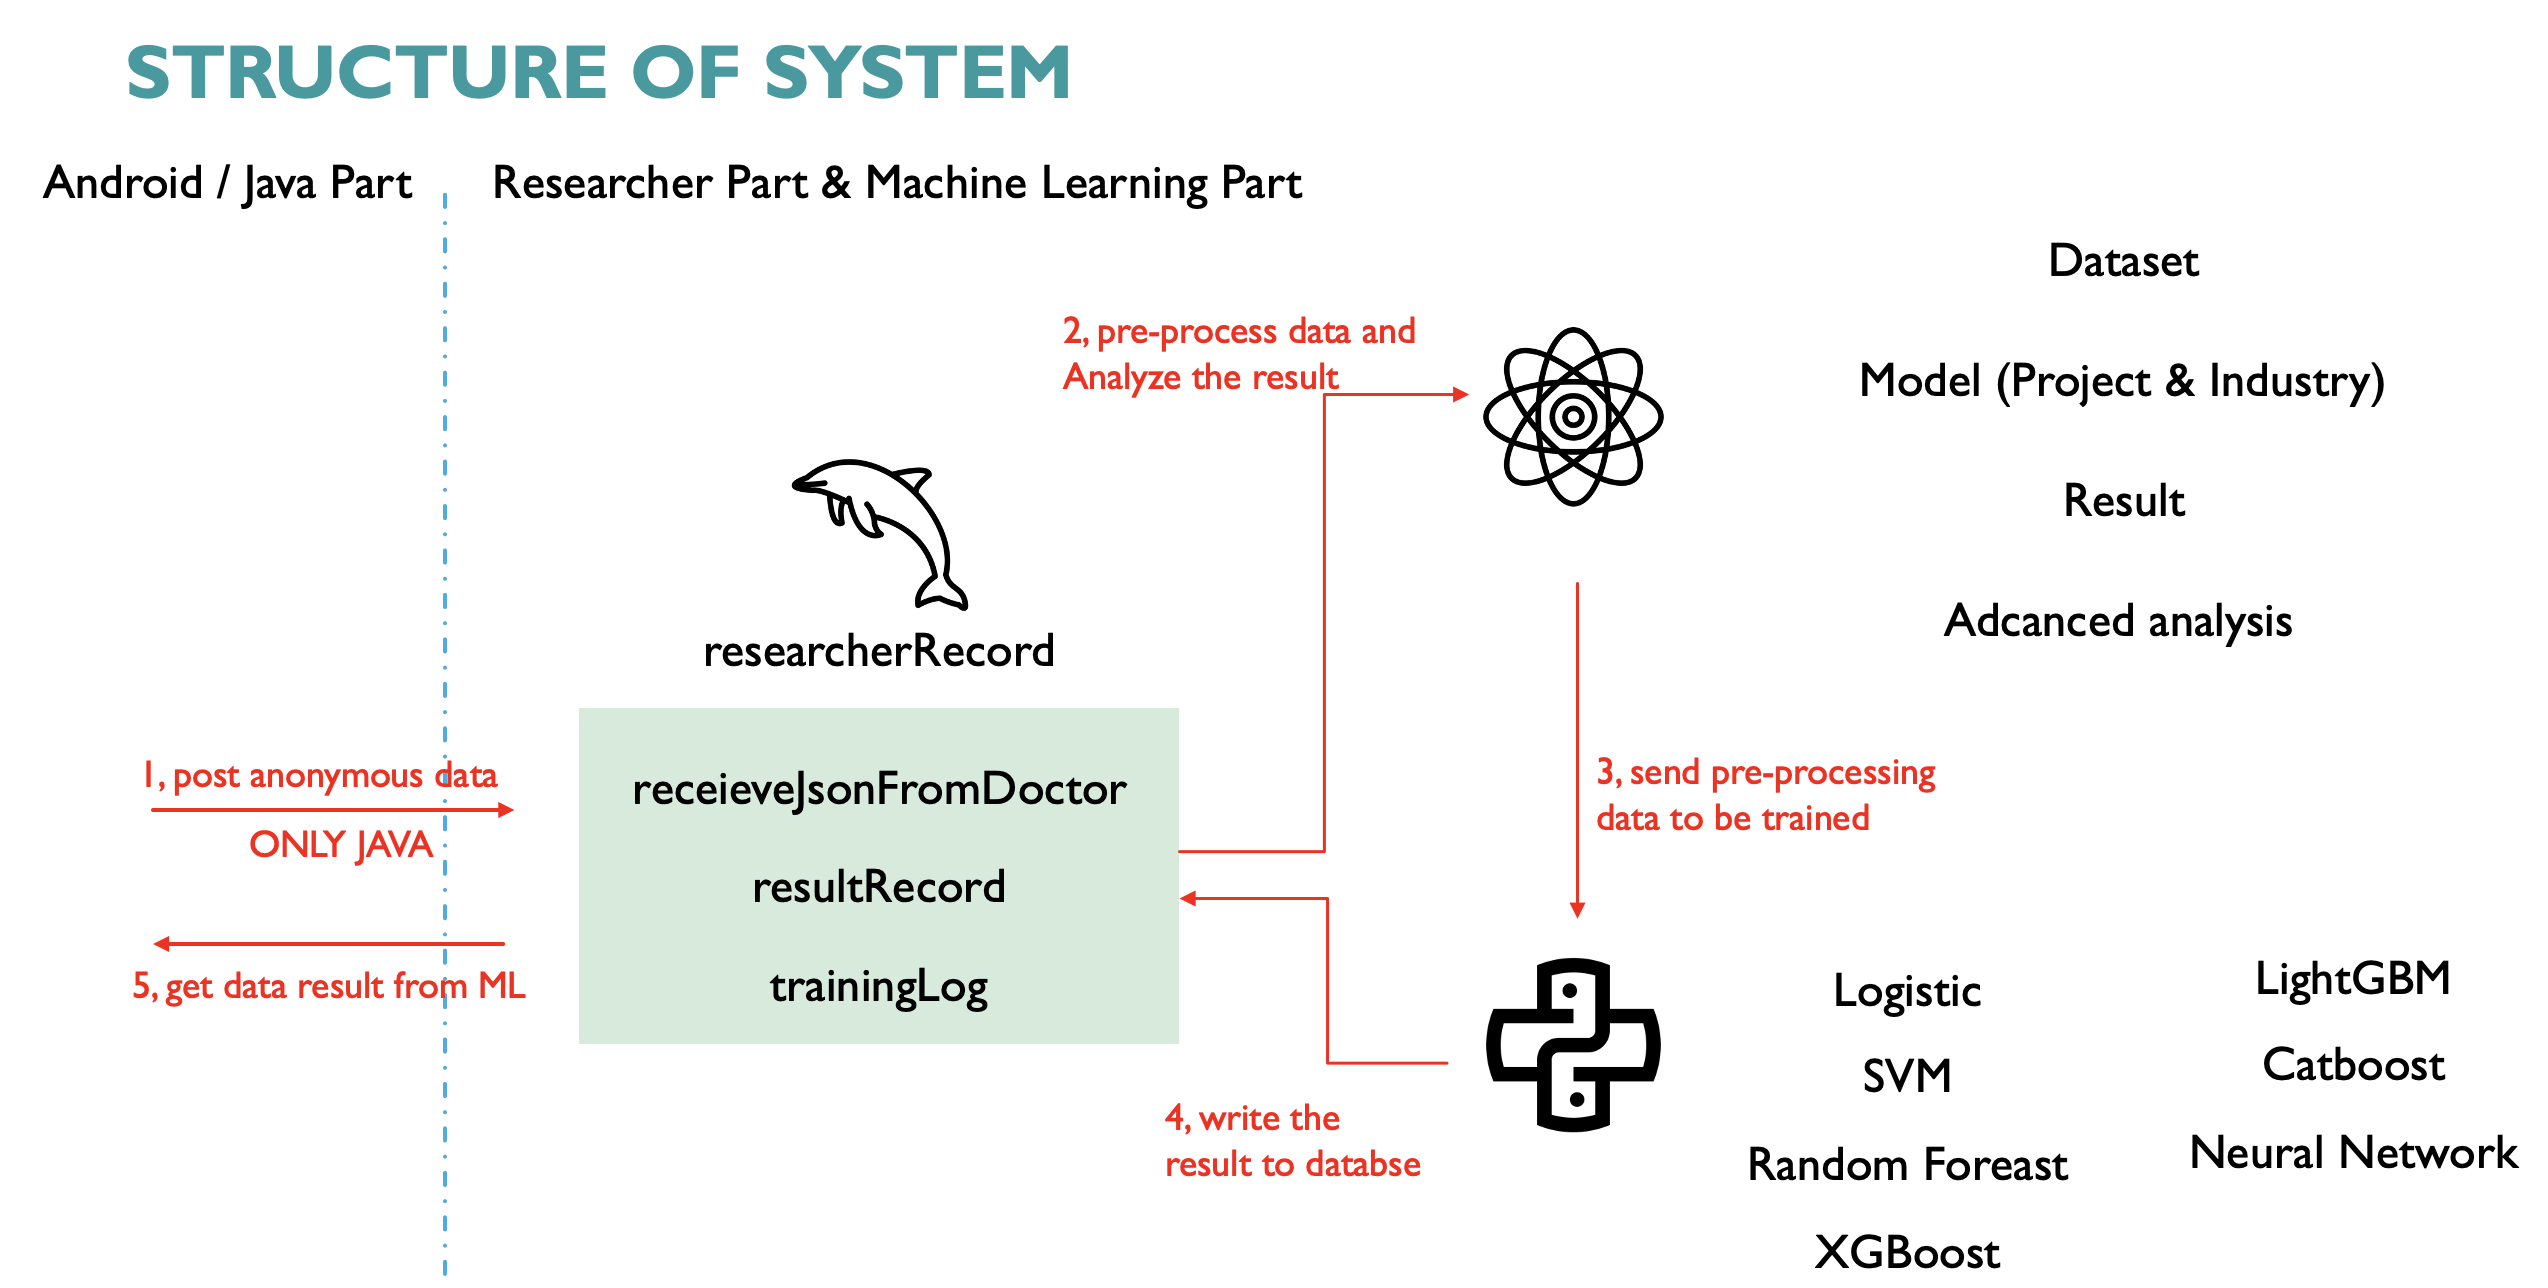 STRUCTURE OF SYSTEM
Android / Java Part
Researcher Part & Machine Learning Part
Dataset
Model (Project & Industry)
Result
Adcanced analysis
2, pre-process data and
Analyze the result
researcherRecord
receieveJsonFromDoctor
resultRecord
trainingLog
1, post anonymous data
ONLY JAVA
5, get data result from ML
3, send pre-processing
data to be trained
4, write the
result to databse
Logistic
SVM
Random Foreast
XGBoost
LightGBM
Catboost
Neural Network